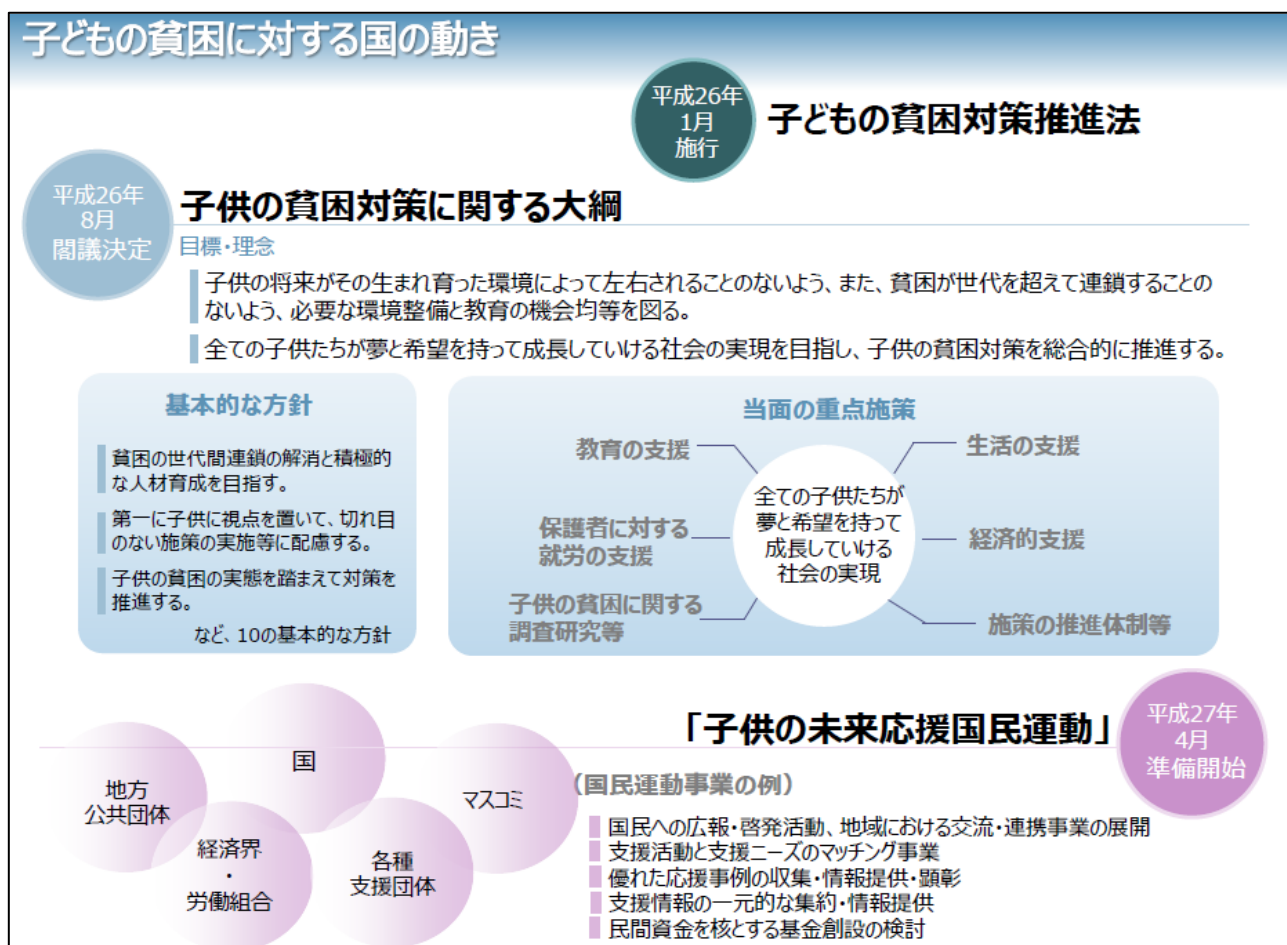 子どもの貧困に対する国の動き
平成26年
1月
施行
子どもの貧困対策推進法
平成26年
8月
閣議決定
子供の貧困対策に関する大綱
目標・理念
子供の将来がその生まれ育った環境によって左右されることのないよう、また、貧困が世代を超えて連鎖することの
ないよう、必要な環境整備と教育の機会均等を図る。
全ての子供たちが夢と希望を持って成長していける社会の実現を目指し、子供の貧困対策を総合的に推進する。
基本的な方針
貧困の世代間連鎖の解消と積極的
な人材育成を目指す。
第一に子供に視点を置いて、切れ目
のない施策の実施等に配慮する。
子供の貧困の実態を踏まえて対策を
推進する。
など、10の基本的な方針
当面の重点施策
教育の支援
生活の支援
保護者に対する
就労の支援
経済的支援
子供の貧困に関する
調査研究等
施策の推進体制等
全ての子供たちが
夢と希望を持って
成長していける
社会の実現
「子供の未来応援国民運動」
平成27年
4月
準備開始
地方
公共団体
国
マスコミ
経済界
・
労働組合
各種
支援団体
(国民運動事業の例)
国民への広報・啓発活動、地域における交流・連携事業の展開
支援活動と支援ニーズのマッチング事業
優れた応援事例の収集・情報提供・顕彰
支援情報の一元的な集約・情報提供
民間資金を核とする基金創設の検討